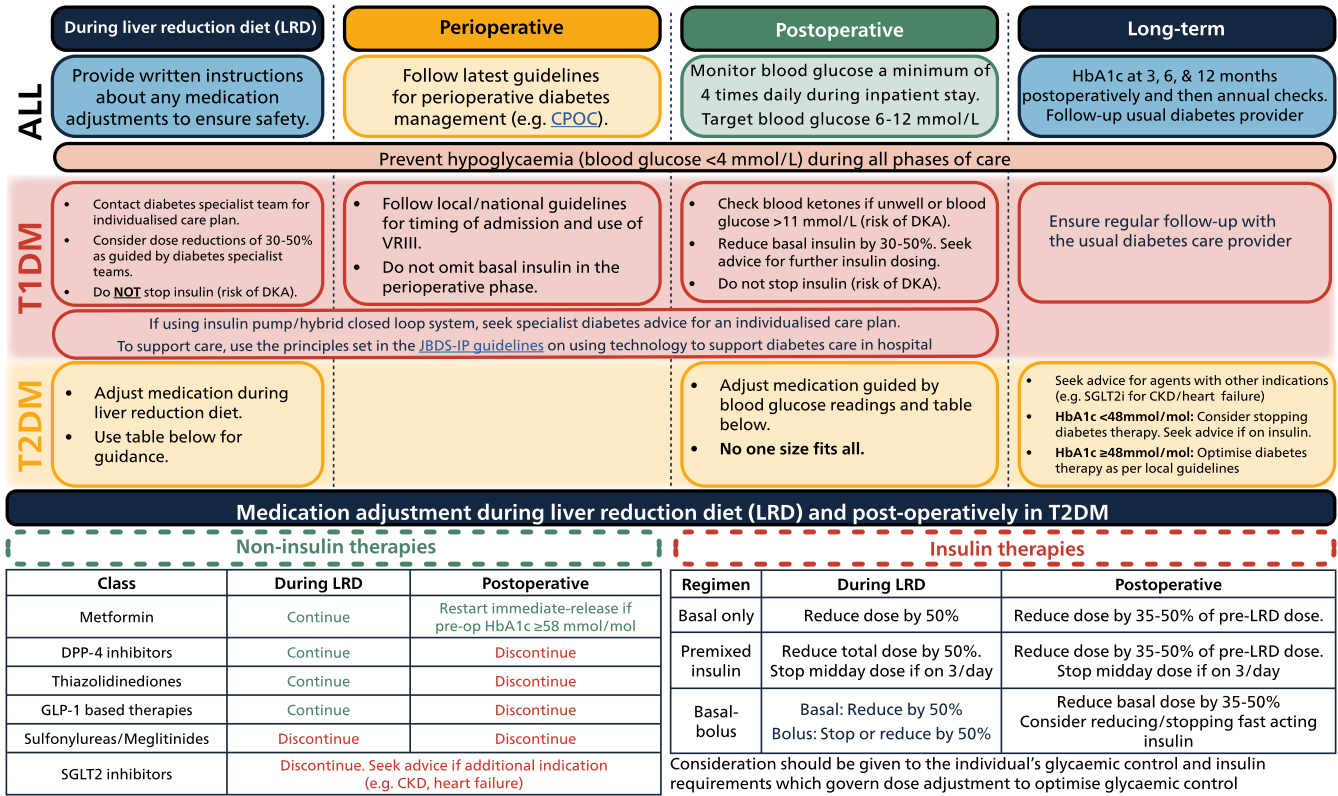 During liver reduction diet (LRD)
Perioperative
Postoperative
Long-term
ALL
Provide written instructions
about any medication
adjustments to ensure safety.
Follow latest guidelines
for perioperative diabetes
management (e.g. CPOC).
Monitor blood glucose a minimum of
4 times daily during inpatient stay.
Target blood glucose 6-12 mmol/L
HbA1c at 3, 6, & 12 months
postoperatively and then annual checks.
Follow-up usual diabetes provider
Prevent hypoglycaemia (blood glucose <4 mmol/L) during all phases of care
T1DM
• Contact diabetes specialist team for
individualised care plan.
• Consider dose reductions of 30-50%
as guided by diabetes specialist
teams.
• Do NOT stop insulin (risk of DKA).
• Follow local/national guidelines
for timing of admission and use of
VRIII.
• Do not omit basal insulin in the
perioperative phase.
• Check blood ketones if unwell or blood
glucose >11 mmol/L (risk of DKA).
• Reduce basal insulin by 30-50%. Seek
advice for further insulin dosing.
• Do not stop insulin (risk of DKA).
Ensure regular follow-up with
the usual diabetes care provider
If using insulin pump/hybrid closed loop system, seek specialist diabetes advice for an individualised care plan.
To support care, use the principles set in the JBDS-IP guidelines on using technology to support diabetes care in hospital
T2DM
• Adjust medication during
liver reduction diet.
• Use table below for
guidance.
• Adjust medication guided by
blood glucose readings and table
below.
• No one size fits all.
• Seek advice for agents with other indications
(e.g. SGLT2i for CKD/heart failure)
• HbA1c <48mmol/mol: Consider stopping
diabetes therapy. Seek advice if on insulin.
• HbA1c ≥48mmol/mol: Optimise diabetes
therapy as per local guidelines
Medication adjustment during liver reduction diet (LRD) and post-operatively in T2DM
Non-insulin therapies
Class
During LRD
Postoperative
Metformin
Continue
Restart immediate-release if
pre-op HbA1c ≥58 mmol/mol
DPP-4 inhibitors
Continue
Discontinue
Thiazolidinediones
Continue
Discontinue
GLP-1 based therapies
Continue
Discontinue
Sulfonylureas/Meglitinides
Discontinue
Discontinue
SGLT2 inhibitors
Discontinue. Seek advice if additional indication
(e.g. CKD, heart failure)
Insulin therapies
Regimen
During LRD
Postoperative
Basal only
Reduce dose by 50%
Reduce dose by 35-50% of pre-LRD dose.
Premixed
insulin
Reduce total dose by 50%.
Stop midday dose if on 3/day
Reduce dose by 35-50% of pre-LRD dose.
Stop midday dose if on 3/day
Basal-
bolus
Basal: Reduce by 50%
Bolus: Stop or reduce by 50%
Reduce basal dose by 35-50%
Consider reducing/stopping fast acting
insulin
Consideration should be given to the individual's glycaemic control and insulin
requirements which govern dose adjustment to optimise glycaemic control